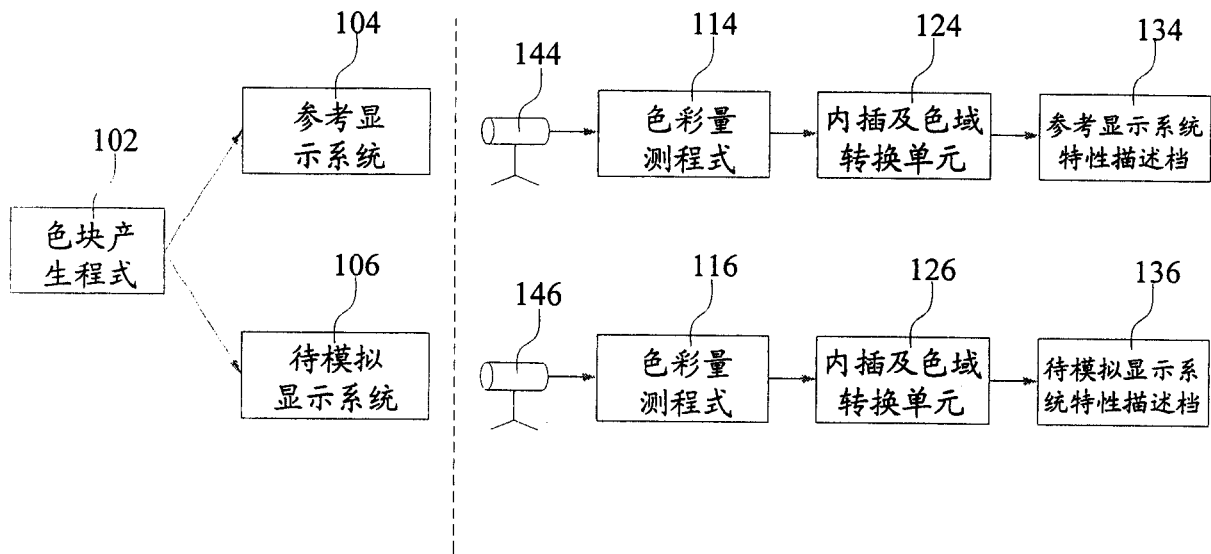 104
144
114
124
134
参考显
示系统
色彩量
测程式
内插及色域
转换单元
参考显示系统
特性描述档
102
色块产
生程式
106
146
116
126
136
待模拟
显示系统
色彩量
测程式
内插及色域
转换单元
待模拟显示系
统特性描述档